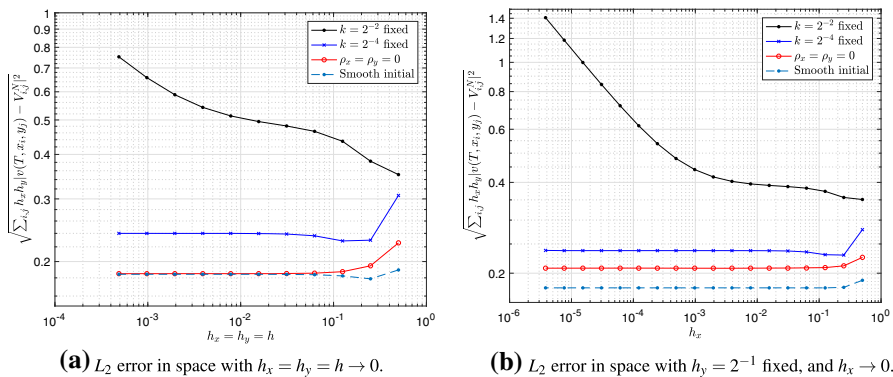 1
0.9
0.8
0.7
0.6
0.5
0.4
0.3
0.2
√∑_{i,j} h_x h_y |v(T, x_i, y_j) − V^N_{i,j}|^2
k = 2^{-2} fixed
k = 2^{-4} fixed
ρ_x = ρ_y = 0
Smooth initial
10^{-4} 10^{-3} 10^{-2} 10^{-1} 10^0
h_x = h_y = h
(a) L_2 error in space with h_x = h_y = h → 0.
1.4
1.2
1
0.8
0.6
0.4
0.2
√∑_{i,j} h_x h_y |v(T, x_i, y_j) − V^N_{i,j}|^2
k = 2^{-2} fixed
k = 2^{-4} fixed
ρ_x = ρ_y = 0
Smooth initial
10^{-6} 10^{-5} 10^{-4} 10^{-3} 10^{-2} 10^{-1} 10^0
h_x
(b) L_2 error in space with h_y = 2^{-1} fixed, and h_x → 0.